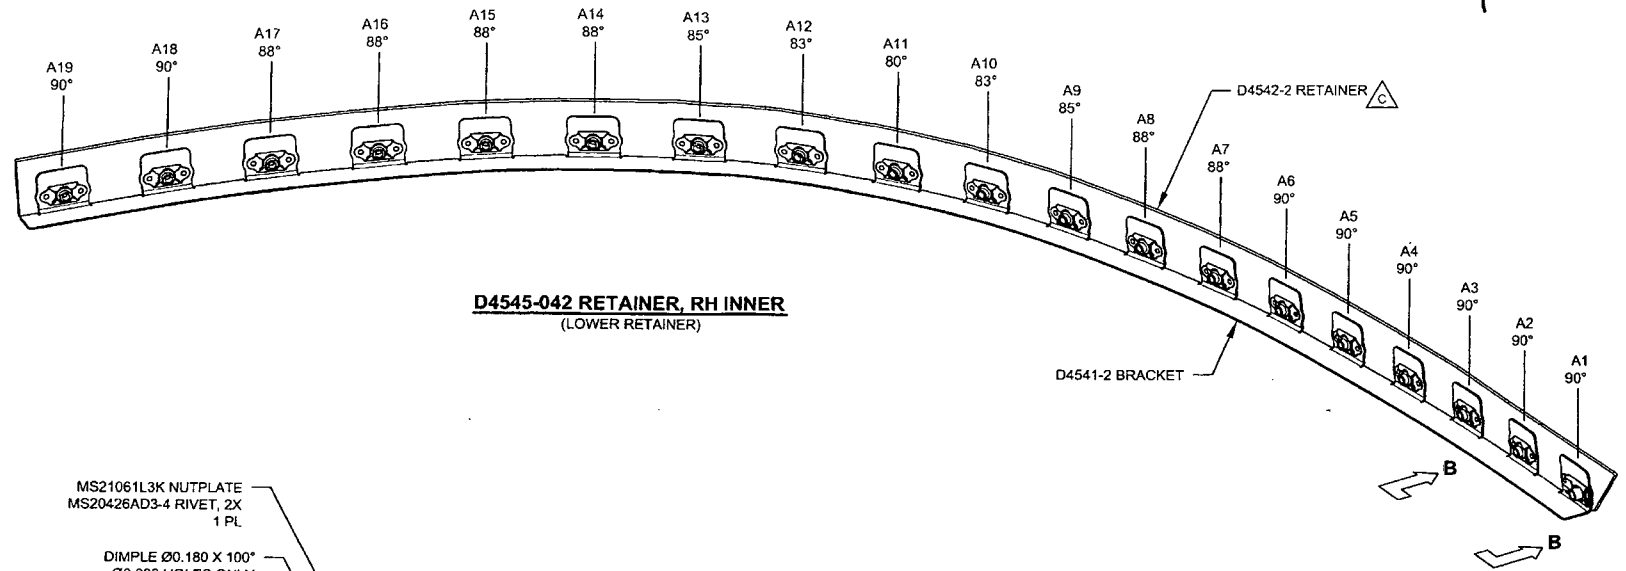 A19
90°
A18
90°
A17
88°
A16
88°
A15
88°
A14
88°
A13
85°
A12
83°
A11
80°
A10
83°
A9
85°
A8
88°
A7
88°
A6
90°
A5
90°
A4
90°
A3
90°
A2
90°
A1
90°
D4542-2 RETAINER
C
D4545-042 RETAINER, RH INNER
(LOWER RETAINER)
D4541-2 BRACKET
B
B
MS21061L3K NUTPLATE
MS20426AD3-4 RIVET, 2X
1 PL
DIMPLE Ø0.180 X 100°